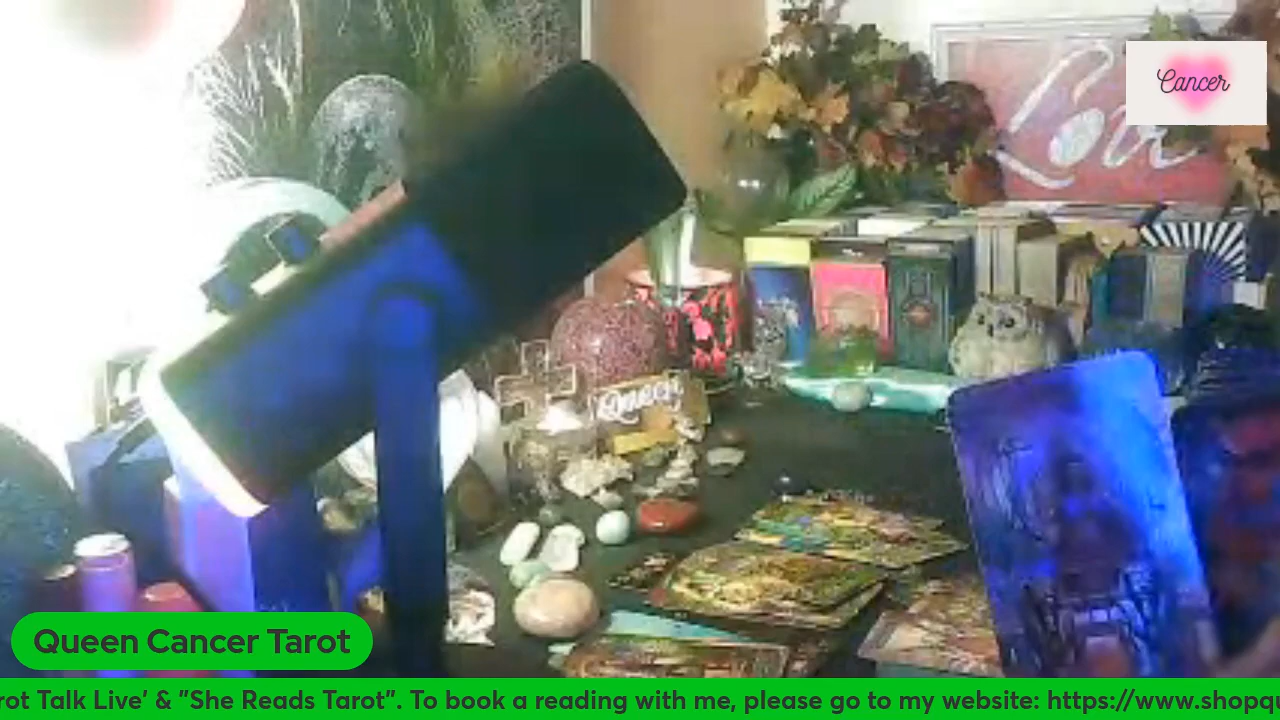 Cancer
Love
Queen
Queen Cancer Tarot
rot Talk Live' & "She Reads Tarot". To book a reading with me, please go to my website: https://www.shopqu